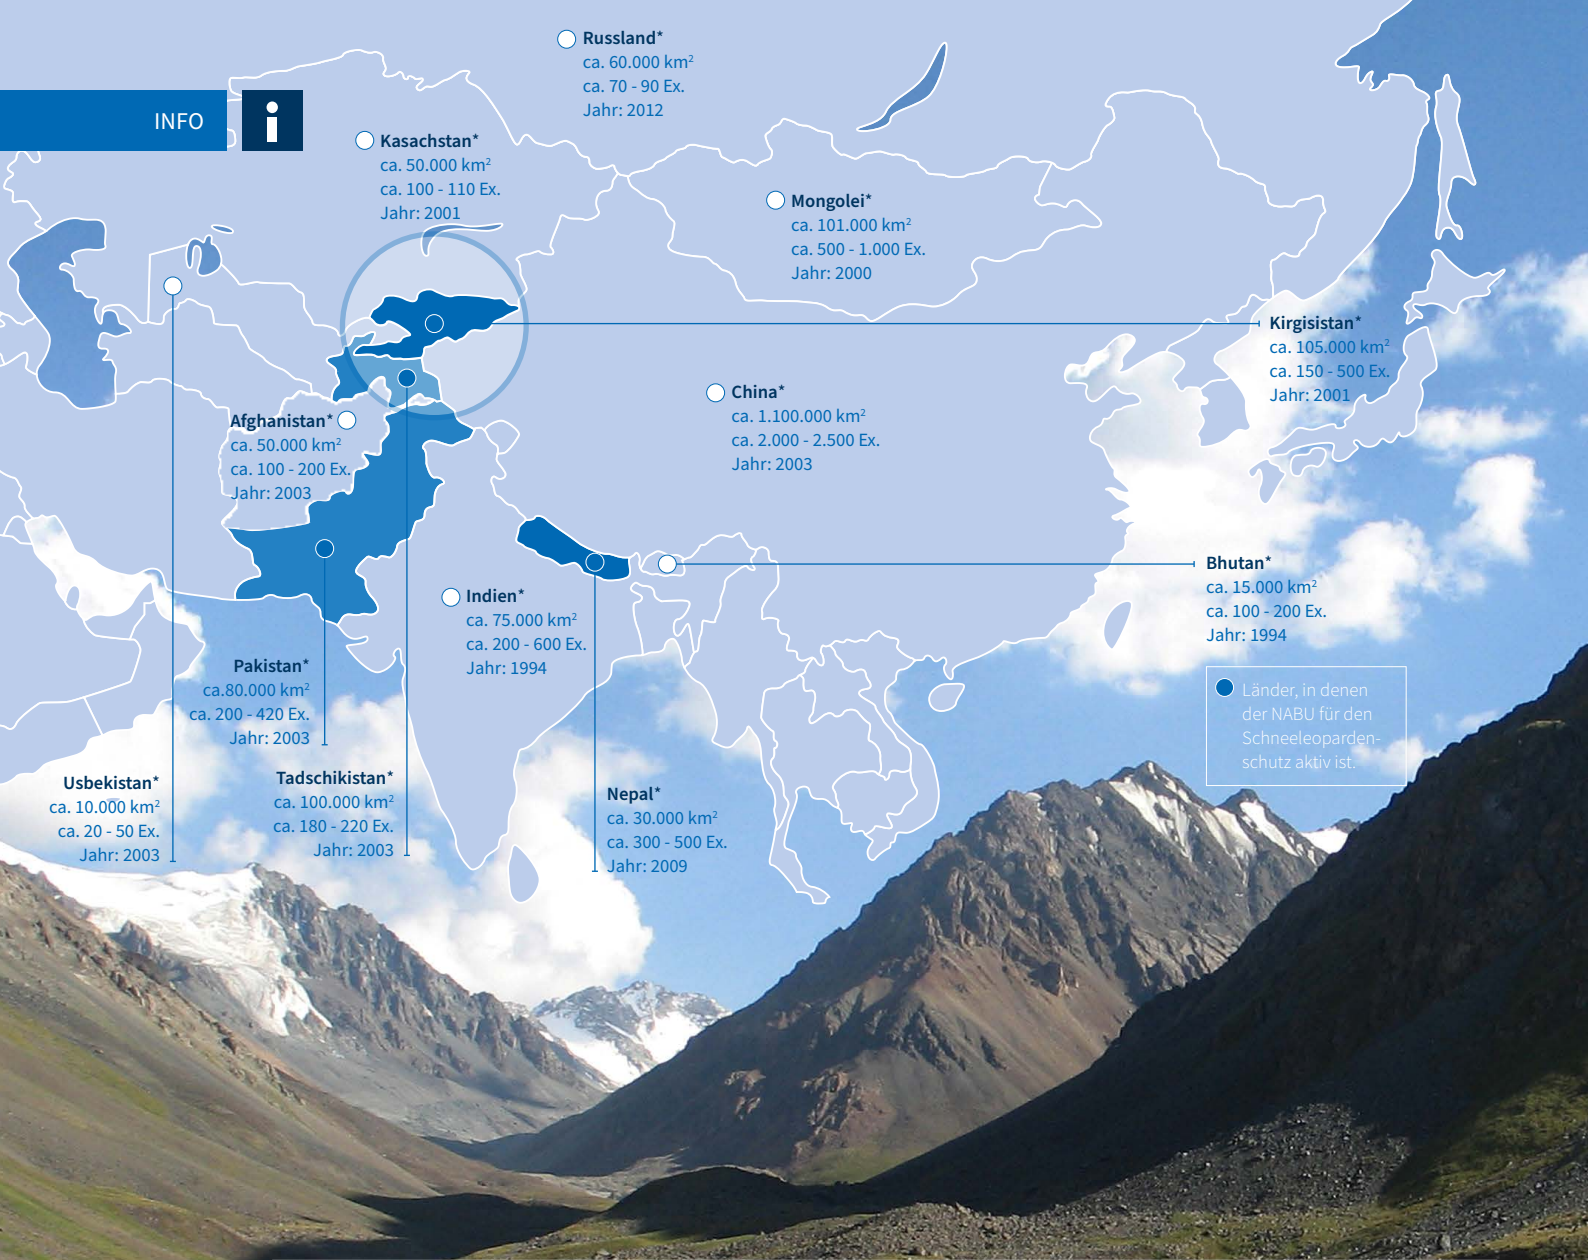 INFO
i
Russland*
ca. 60.000 km²
ca. 70 - 90 Ex.
Jahr: 2012
Kasachstan*
ca. 50.000 km²
ca. 100 - 110 Ex.
Jahr: 2001
Mongolei*
ca. 101.000 km²
ca. 500 - 1.000 Ex.
Jahr: 2000
Kirgisistan*
ca. 105.000 km²
ca. 150 - 500 Ex.
Jahr: 2001
China*
ca. 1.100.000 km²
ca. 2.000 - 2.500 Ex.
Jahr: 2003
Afghanistan*
ca. 50.000 km²
ca. 100 - 200 Ex.
Jahr: 2003
Bhutan*
ca. 15.000 km²
ca. 100 - 200 Ex.
Jahr: 1994
Indien*
ca. 75.000 km²
ca. 200 - 600 Ex.
Jahr: 1994
Pakistan*
ca.80.000 km²
ca. 200 - 420 Ex.
Jahr: 2003
Länder, in denen
der NABU für den
Schneeleoparden-
schutz aktiv ist.
Usbekistan*
ca. 10.000 km²
ca. 20 - 50 Ex.
Jahr: 2003
Tadschikistan*
ca. 100.000 km²
ca. 180 - 220 Ex.
Jahr: 2003
Nepal*
ca. 30.000 km²
ca. 300 - 500 Ex.
Jahr: 2009